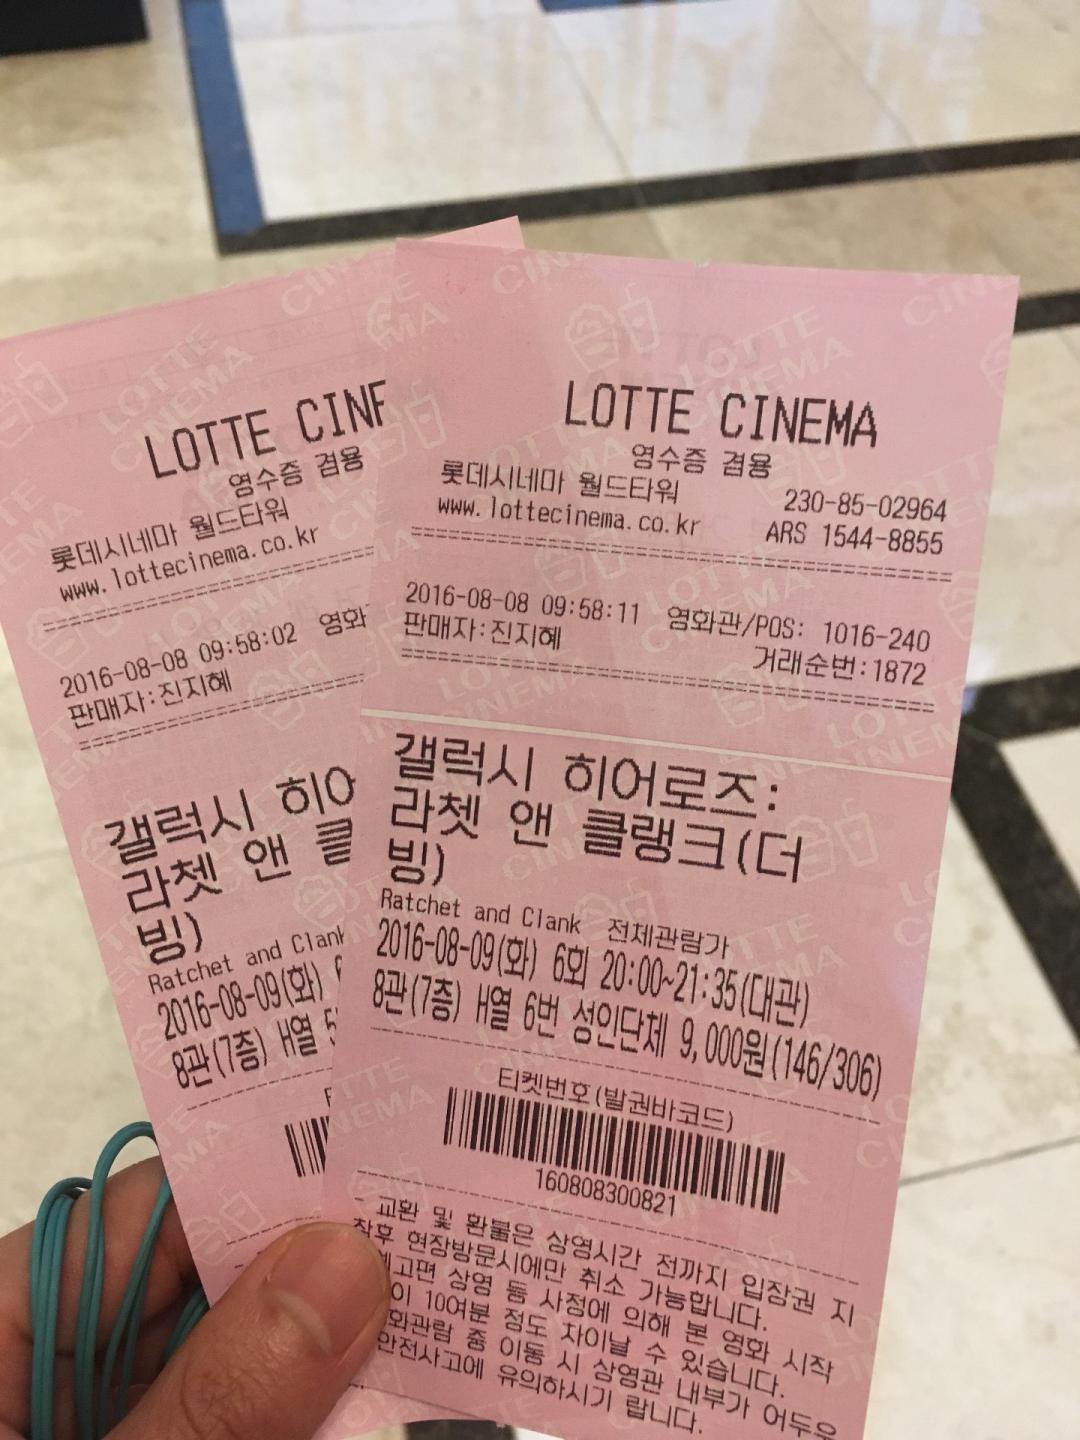 LOTTE CINE
영수증 겸용
롯데시네마 월드타워
www.lottecinema.co.kr
2016-08-08 09:58:02 영화
판매자:진지혜
갤럭시 히어
라쳇 앤 클
빙)
Ratchet and Clank
2016-08-09(화)
8관(7층) H열
LOTTE CINEMA
영수증 겸용
롯데시네마 월드타워 230-85-02964
www.lottecinema.co.kr ARS 1544-8855
2016-08-08 09:58:11 영화관/POS: 1016-240
판매자:진지혜 거래순번:1872
갤럭시 히어로즈:
라쳇 앤 클랭크(더
빙)
Ratchet and Clank 전체관람가
2016-08-09(화) 6회 20:00~21:35(대관)
8관(7층) H열 6번 성인단체 9,000원(146/306)
티켓번호(발권바코드)
160808300821
- 교환 및 환불은 상영시간 전까지 입장권 지
참후 현장방문시에만 취소 가능합니다.
예고편 상영 등 사정에 의해 본 영화 시작
이 10여분 정도 차이날 수 있습니다.
화관람 중 이동 시 상영관 내부가 어두우
안전사고에 유의하시기 랍니다.